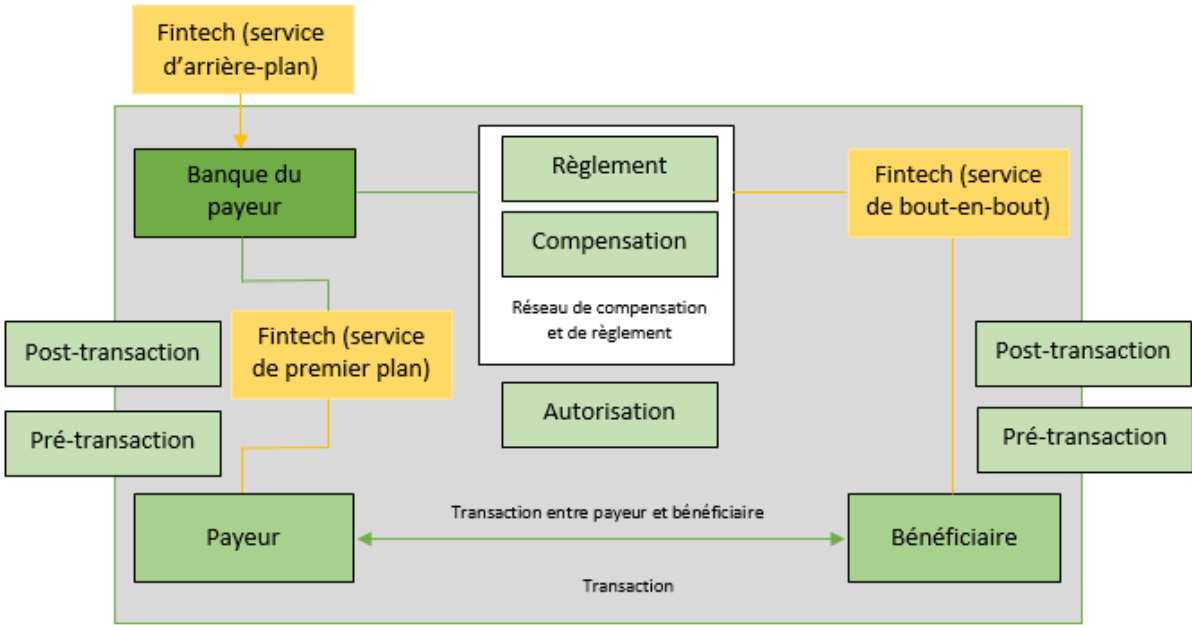 Fintech (service
d’arrière-plan)
Banque du
payeur
Règlement
Compensation
Réseau de compensation
et de règlement
Fintech (service
de bout-en-bout)
Post-transaction
Fintech (service
de premier plan)
Pré-transaction
Autorisation
Post-transaction
Pré-transaction
Payeur
Transaction entre payeur et bénéficiaire
Bénéficiaire
Transaction